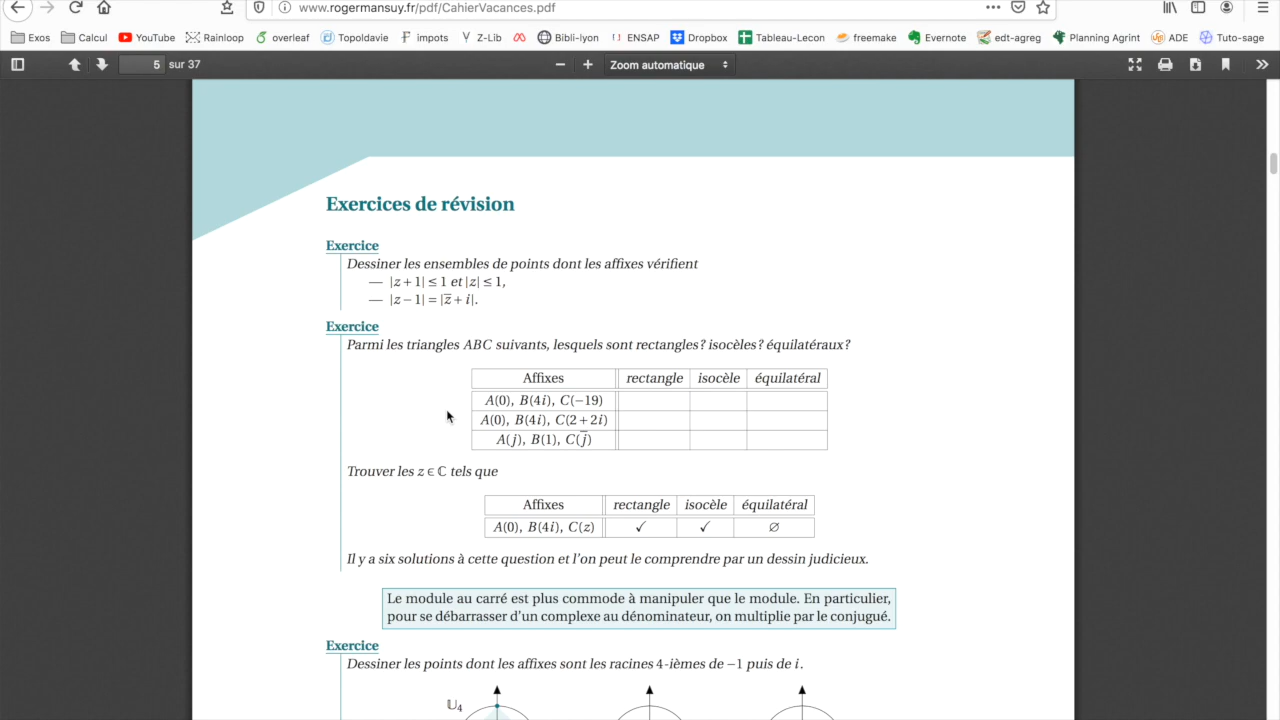 www.rogermansuy.fr/pdf/CahierVacances.pdf
Exos Calcul YouTube Rainloop overleaf Topoldavie impots Z-Lib Bibli-lyon ENSAP Dropbox Tableau-Lecon freemake Evernote edt-agreg Planning Agrint ADE Tuto-sage
5 sur 37 Zoom automatique
Exercices de révision
Exercice
Dessiner les ensembles de points dont les affixes vérifient
— |z + 1| ≤ 1 et |z| ≤ 1,
— |z − 1| = |z̅ + i|.
Exercice
Parmi les triangles ABC suivants, lesquels sont rectangles ? isocèles ? équilatéraux ?
Affixes rectangle isocèle équilatéral
A(0), B(4i), C(−19)
A(0), B(4i), C(2 + 2i)
A(j), B(1), C(j̅)
Trouver les z ∈ ℂ tels que
Affixes rectangle isocèle équilatéral
A(0), B(4i), C(z) ✓ ✓ ∅
Il y a six solutions à cette question et l'on peut le comprendre par un dessin judicieux.
Le module au carré est plus commode à manipuler que le module. En particulier,
pour se débarrasser d'un complexe au dénominateur, on multiplie par le conjugué.
Exercice
Dessiner les points dont les affixes sont les racines 4-ièmes de −1 puis de i.
𝕌4